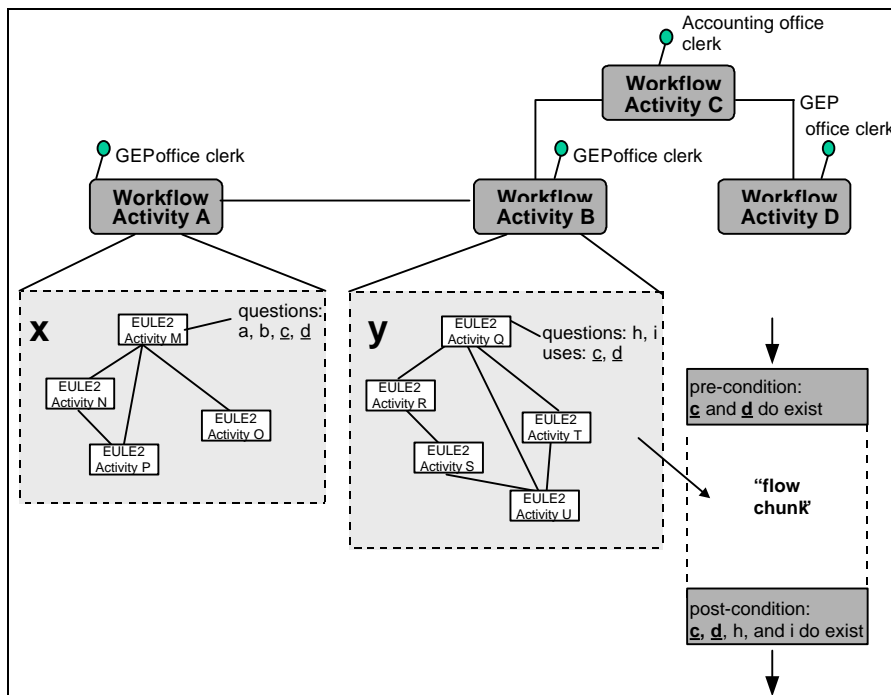 Accounting office
clerk
Workflow
Activity C
GEP
office clerk
GEPoffice clerk
GEPoffice clerk
Workflow
Activity A
Workflow
Activity B
Workflow
Activity D
x
EULE2
Activity M
questions:
a, b, c, d
EULE2
Activity N
EULE2
Activity O
EULE2
Activity P
y
EULE2
Activity Q
questions: h, i
uses: c, d
EULE2
Activity R
EULE2
Activity T
EULE2
Activity S
EULE2
Activity U
pre-condition:
c and d do exist
“flow
chunk”
post-condition:
c, d, h, and i do exist